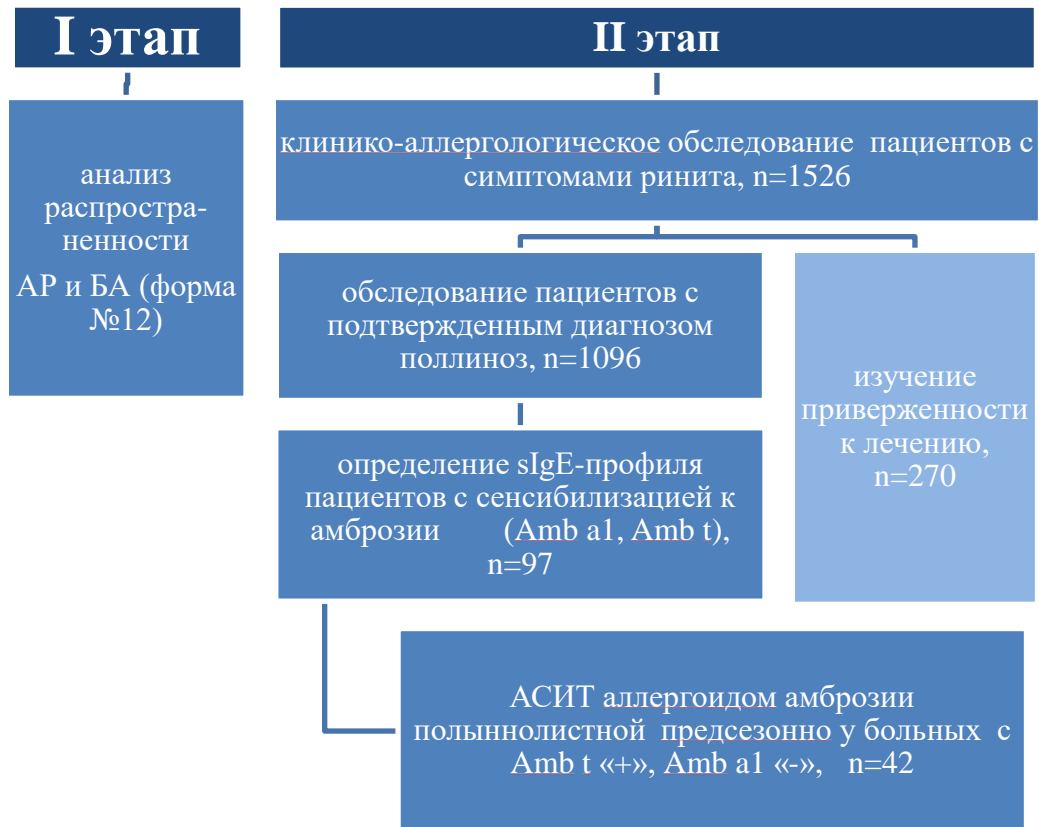 I этап
анализ
распростра-
ненности
АР и БА (форма
№12)
II этап
клинико-аллергологическое обследование пациентов с
симптомами ринита, n=1526
обследование пациентов с
подтвержденным диагнозом
поллиноз, n=1096
изучение
приверженности
к лечению,
n=270
определение sIgE-профиля
пациентов с сенсибилизацией к
амброзии (Amb a1, Amb t),
n=97
АСИТ аллергоидом амброзии
полыннолистной предсезонно у больных с
Amb t «+», Amb a1 «-», n=42